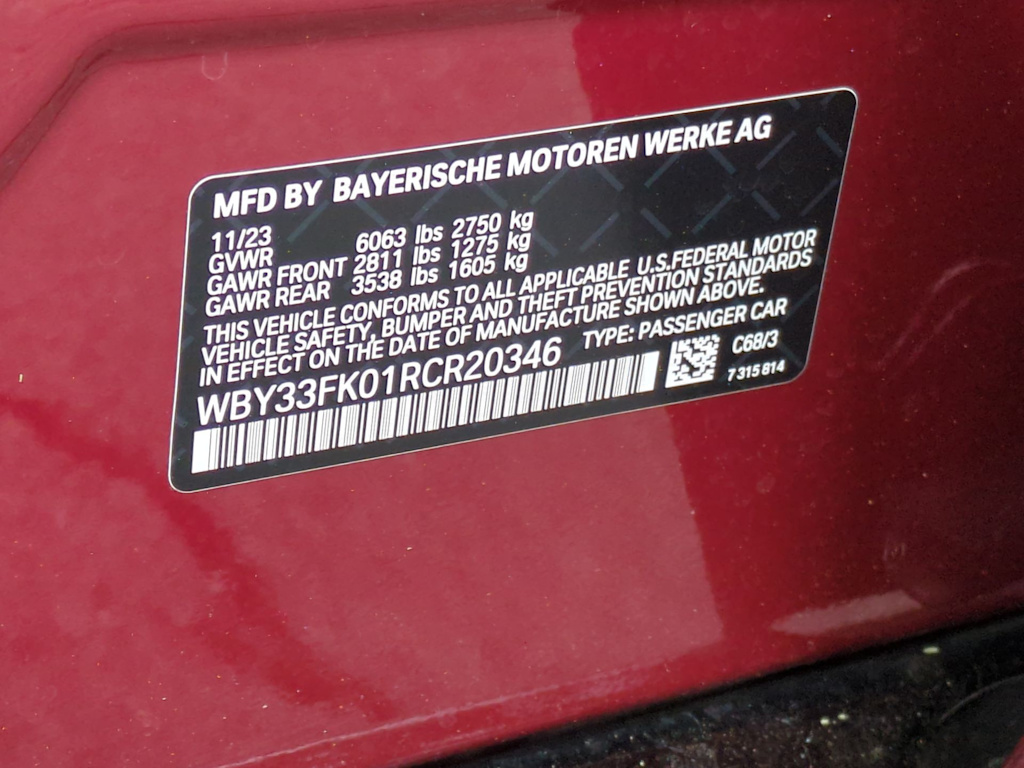 MFD BY BAYERISCHE MOTOREN WERKE AG
11/23
GVWR 6063 lbs 2750 kg
GAWR FRONT 2811 lbs 1275 kg
GAWR REAR 3538 lbs 1605 kg
THIS VEHICLE CONFORMS TO ALL APPLICABLE U.S.FEDERAL MOTOR
VEHICLE SAFETY, BUMPER AND THEFT PREVENTION STANDARDS
IN EFFECT ON THE DATE OF MANUFACTURE SHOWN ABOVE.
TYPE: PASSENGER CAR
WBY33FK01RCR20346
C68/3
7 315 814